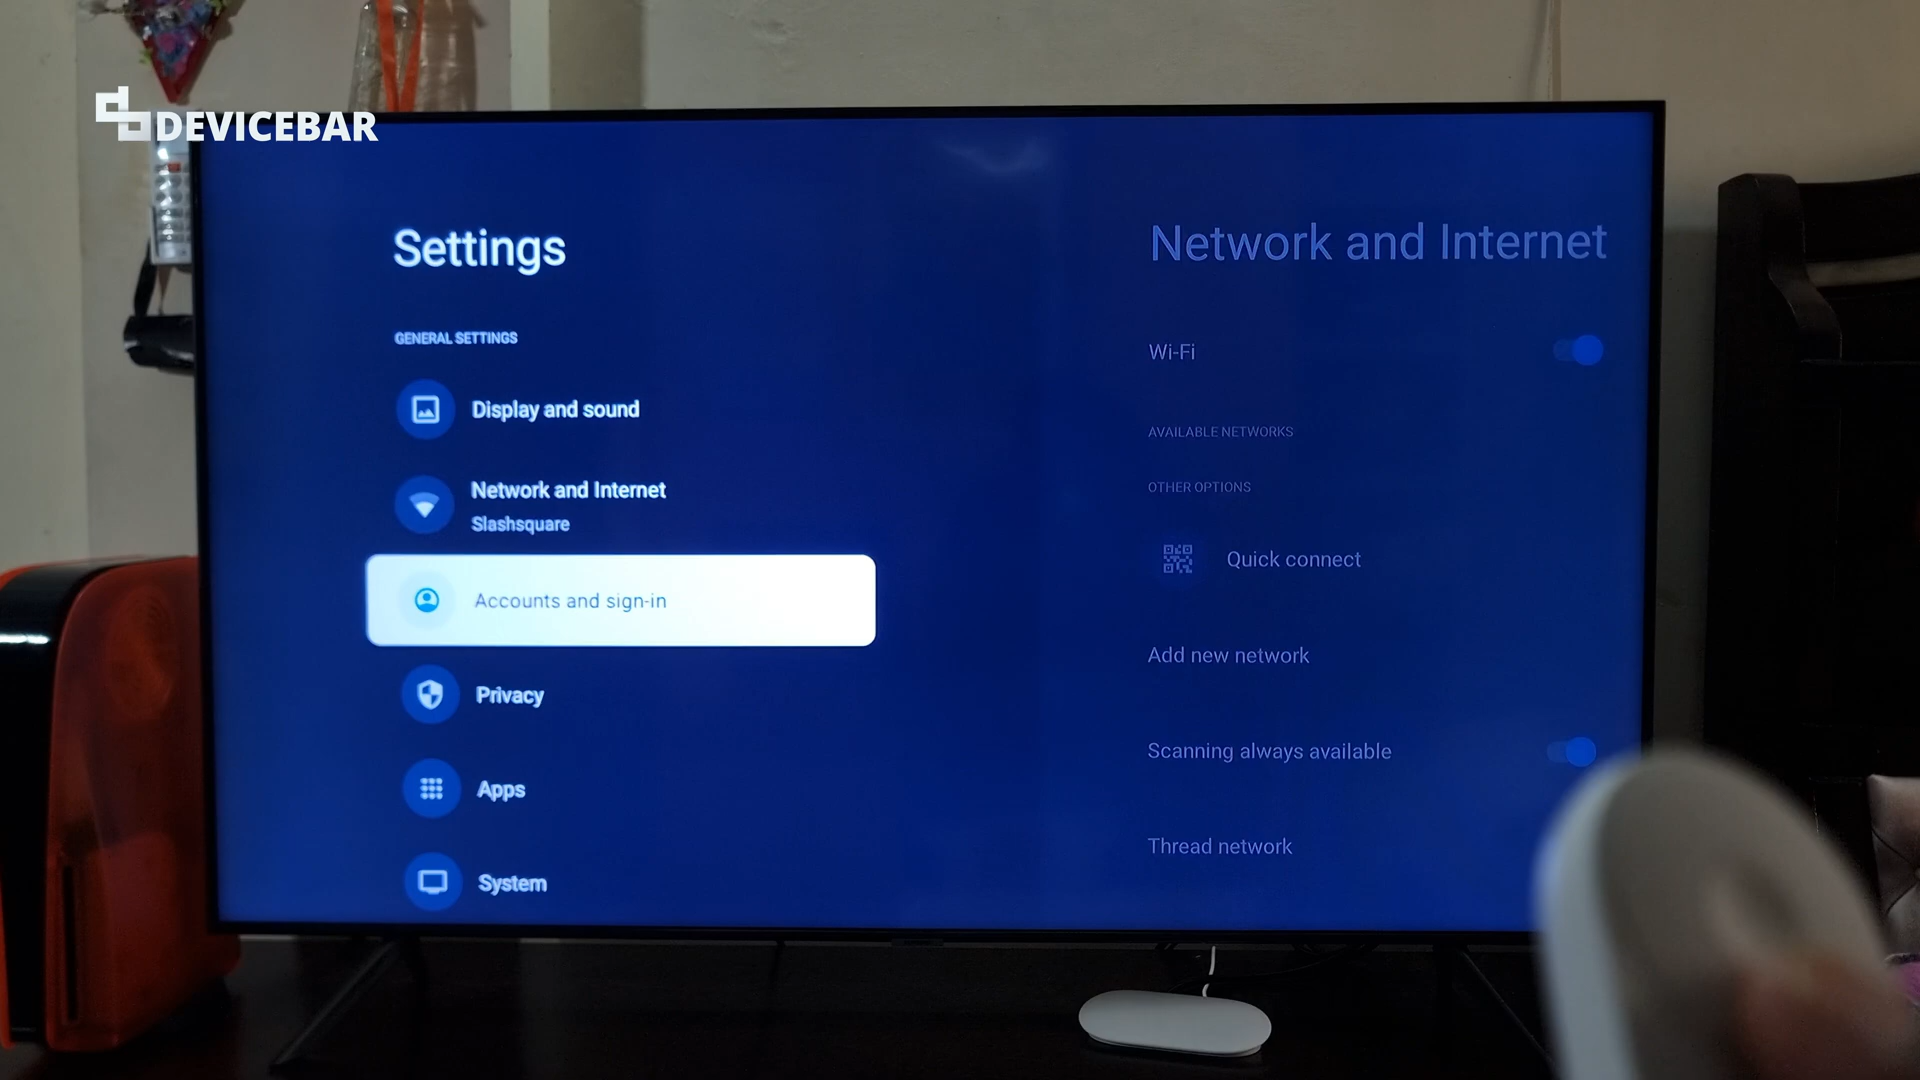 DEVICEBAR
Settings
GENERAL SETTINGS
Display and sound
Network and Internet
Slashsquare
Accounts and sign-in
Privacy
Apps
System
Network and Internet
Wi-Fi
AVAILABLE NETWORKS
OTHER OPTIONS
Quick connect
Add new network
Scanning always available
Thread network